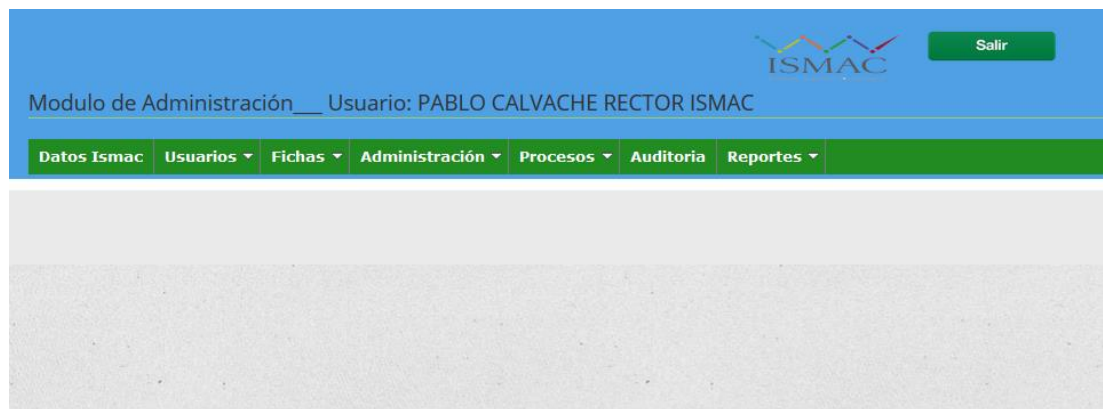 ISMAC
Salir
Modulo de Administración___ Usuario: PABLO CALVACHE RECTOR ISMAC
Datos Ismac Usuarios Fichas Administración Procesos Auditoria Reportes